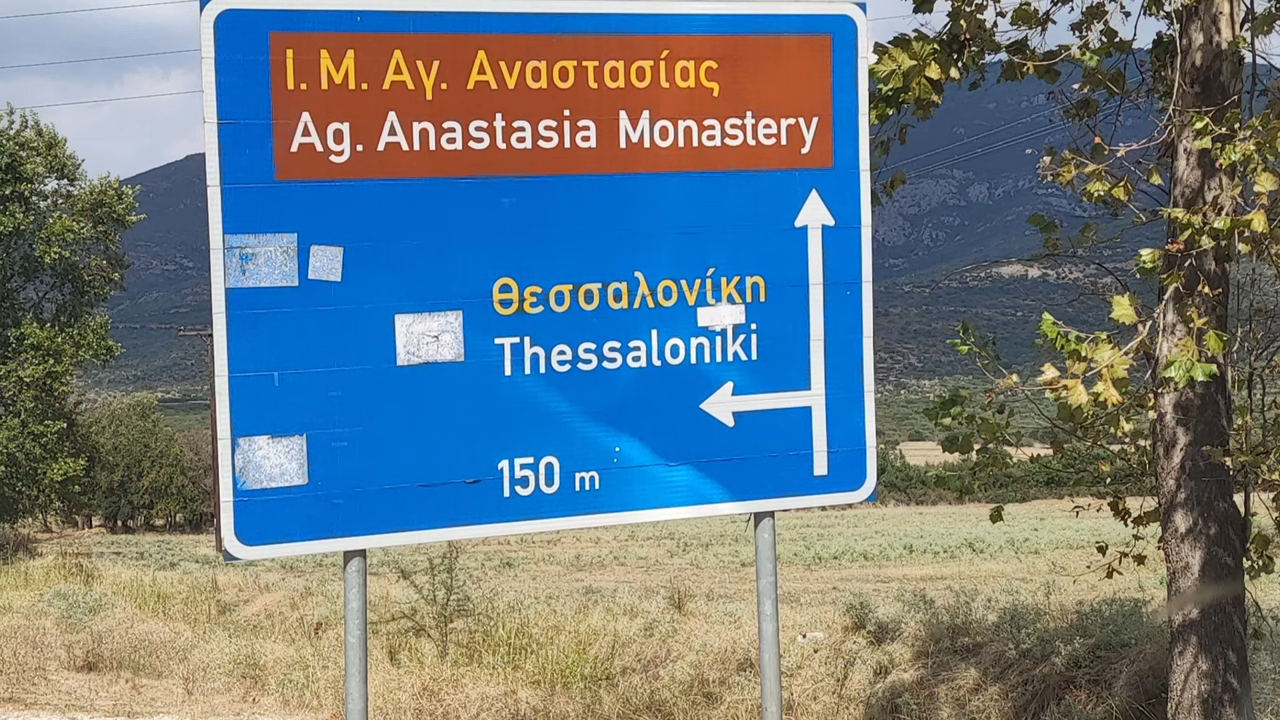 Ι.Μ. Αγ. Αναστασίας
Ag. Anastasia Monastery
Θεσσαλονίκη
Thessaloniki
150 m